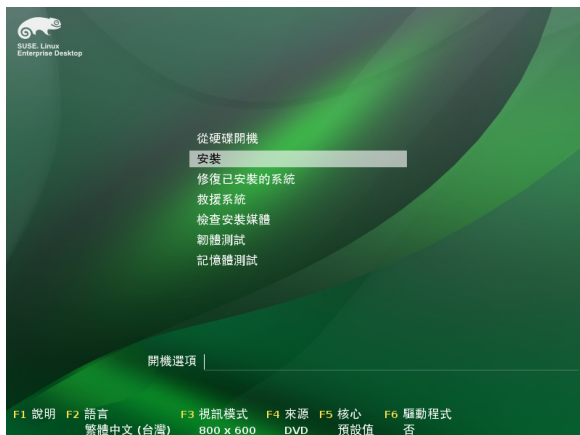 SUSE. Linux
Enterprise Desktop
從硬碟開機
安裝
修復已安裝的系統
救援系統
檢查安裝媒體
韌體測試
記憶體測試
開機選項
F1 說明 F2 語言 F3 視訊模式 F4 來源 F5 核心 F6 驅動程式
繁體中文 (台灣) 800 x 600 DVD 預設值 否